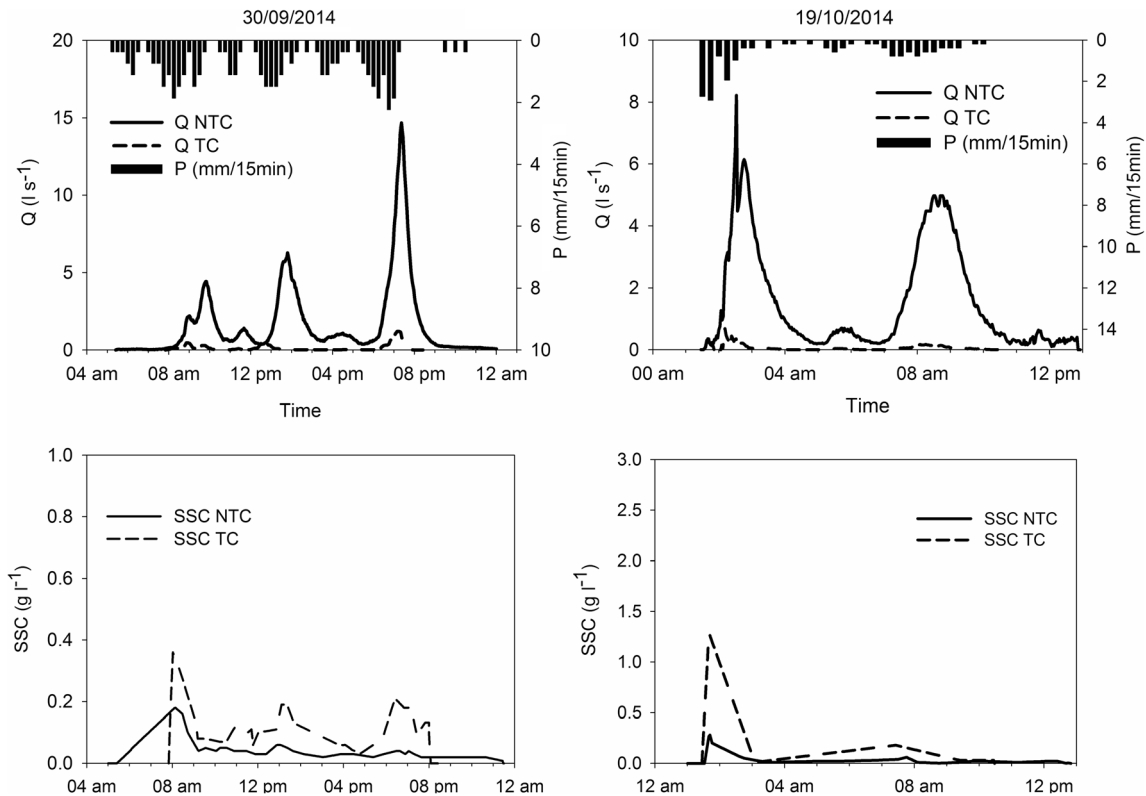 30/09/2014
20
15
10
5
0
Q (l s⁻¹)
0
2
4
6
8
10
P (mm/15min)
Q NTC
Q TC
P (mm/15min)
04 am
08 am
12 pm
04 pm
08 pm
12 am
Time
19/10/2014
10
8
6
4
2
0
Q (l s⁻¹)
0
2
4
6
8
10
12
14
P (mm/15min)
Q NTC
Q TC
P (mm/15min)
00 am
04 am
08 am
12 pm
Time
1.0
0.8
0.6
0.4
0.2
0.0
SSC (g l⁻¹)
SSC NTC
SSC TC
04 am
08 am
12 pm
04 pm
08 pm
12 am
3.0
2.5
2.0
1.5
1.0
0.5
0.0
SSC (g l⁻¹)
SSC NTC
SSC TC
12 am
04 am
08 am
12 pm